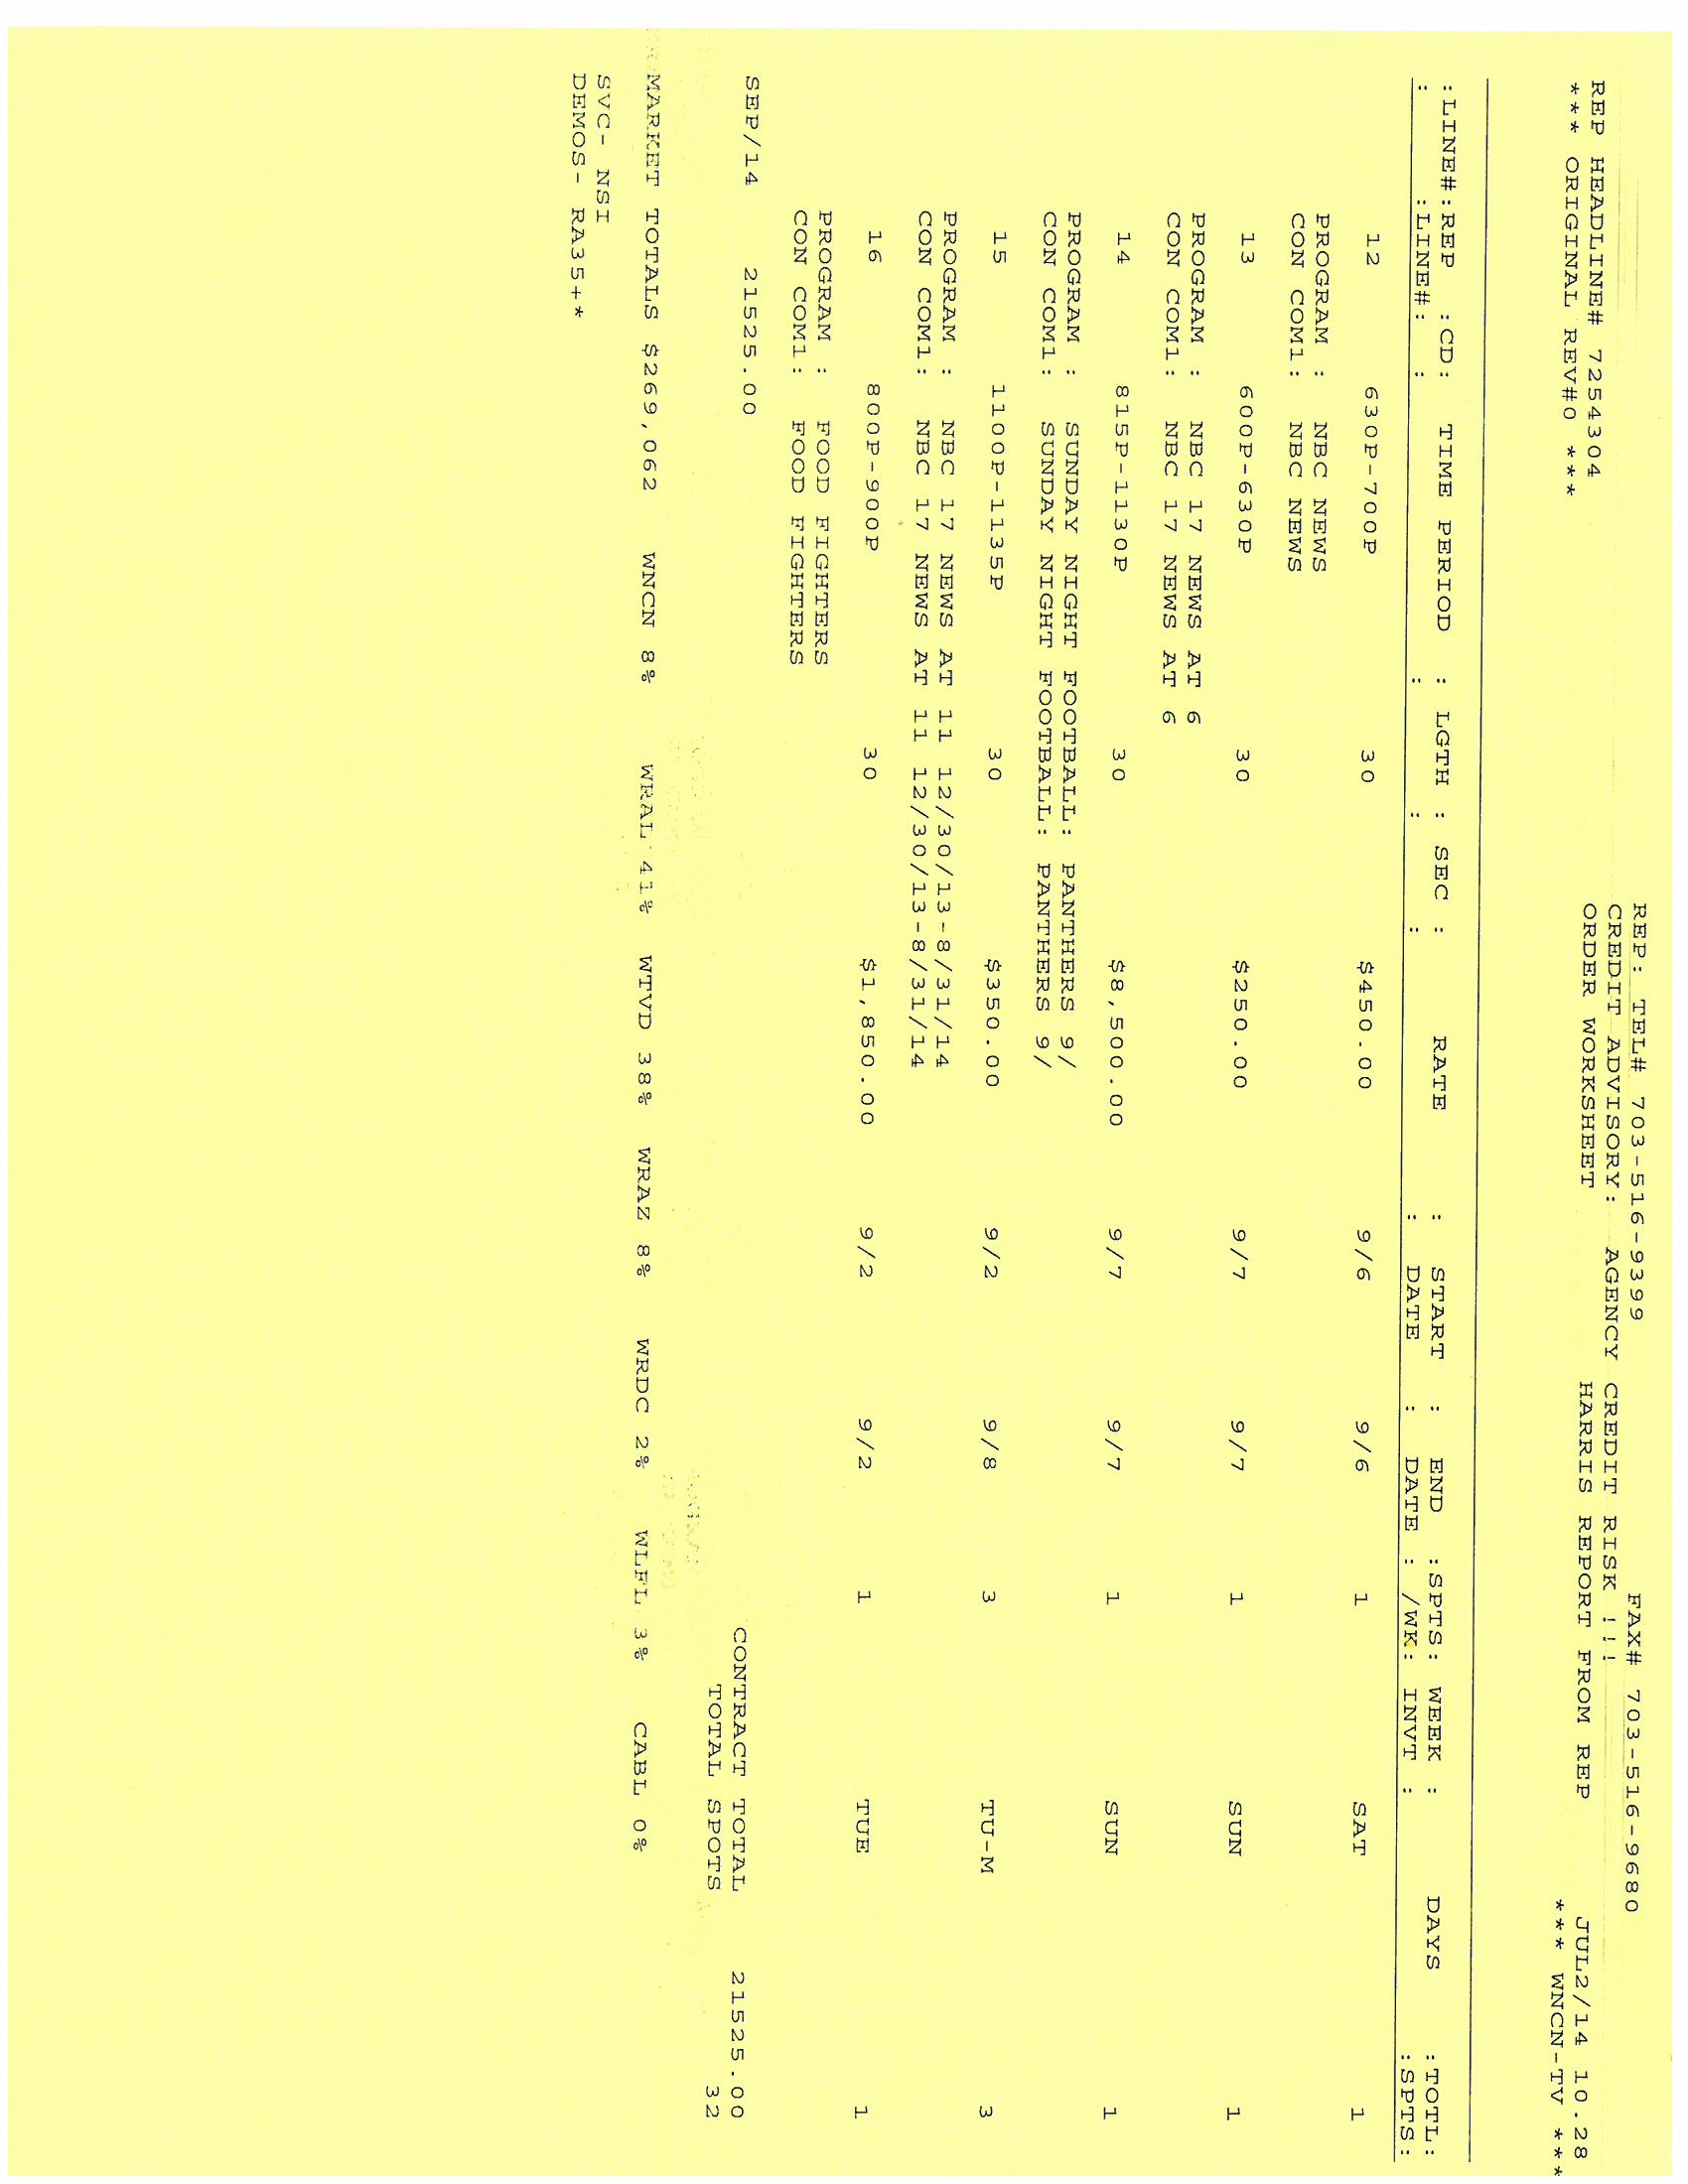 REP: TEL# 703-516-9399 FAX# 703-516-9680
CREDIT ADVISORY: AGENCY CREDIT RISK !!!
REP HEADLINE# 7254304 ORDER WORKSHEET HARRIS REPORT FROM REP JUL2/14 10.28
*** ORIGINAL REV#0 *** *** WNCN-TV ***
:LINE#:REP :CD: TIME PERIOD : LGTH : SEC : RATE : START : END :SPTS: WEEK : DAYS :TOTL:
: :LINE#: : : : : : DATE : DATE : /WK: INVT : :SPTS:
12 630P-700P 30 $450.00 9/6 9/6 1 SAT 1
PROGRAM : NBC NEWS
CON COM1: NBC NEWS
13 600P-630P 30 $250.00 9/7 9/7 1 SUN 1
PROGRAM : NBC 17 NEWS AT 6
CON COM1: NBC 17 NEWS AT 6
14 815P-1130P 30 $8,500.00 9/7 9/7 1 SUN 1
PROGRAM : SUNDAY NIGHT FOOTBALL: PANTHERS 9/
CON COM1: SUNDAY NIGHT FOOTBALL: PANTHERS 9/
15 1100P-1135P 30 $350.00 9/2 9/8 3 TU-M 3
PROGRAM : NBC 17 NEWS AT 11 12/30/13-8/31/14
CON COM1: NBC 17 NEWS AT 11 12/30/13-8/31/14
16 800P-900P 30 $1,850.00 9/2 9/2 1 TUE 1
PROGRAM : FOOD FIGHTERS
CON COM1: FOOD FIGHTERS
SEP/14 21525.00 CONTRACT TOTAL 21525.00
TOTAL SPOTS 32
MARKET TOTALS $269,062 WNCN 8% WRAL 41% WTVD 38% WRAZ 8% WRDC 2% WLFL 3% CABL 0%
SVC- NSI
DEMOS- RA35+*